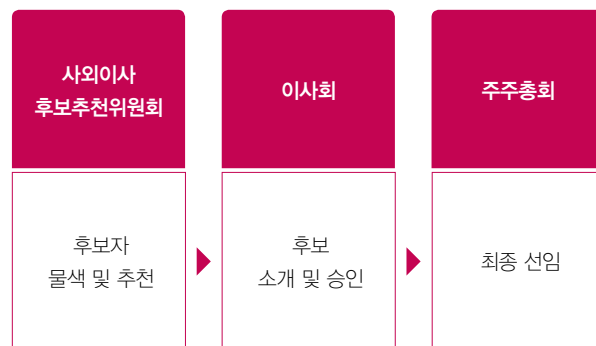 사외이사
후보추천위원회
이사회
주주총회
후보자
물색 및 추천
후보
소개 및 승인
최종 선임